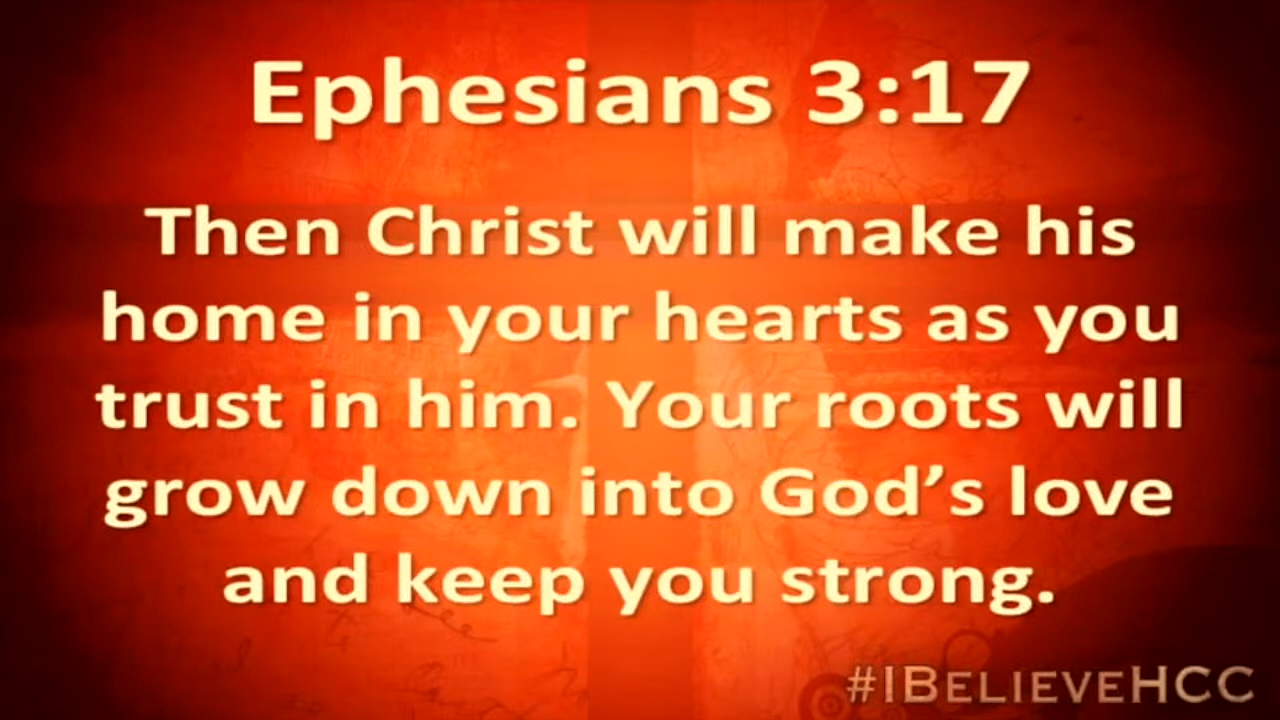 Ephesians 3:17
Then Christ will make his
home in your hearts as you
trust in him. Your roots will
grow down into God’s love
and keep you strong.
#IBELIEVEHCC